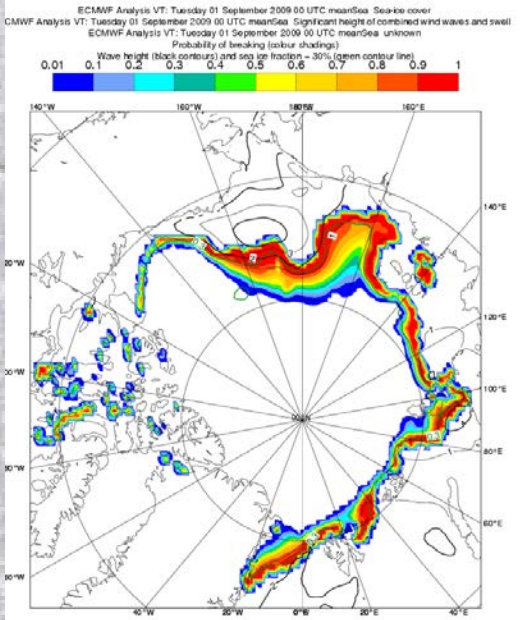 ECMWF Analysis VT: Tuesday 01 September 2009 00 UTC meanSea Sea-ice cover
CMWF Analysis VT: Tuesday 01 September 2009 00 UTC meanSea Significant height of combined wind waves and swell
ECMWF Analysis VT: Tuesday 01 September 2009 00 UTC meanSea unknown
Probability of breaking (colour shadings)
Wave height (black contours) and sea ice fraction = 30% (green contour line)
0.01 0.1 0.2 0.3 0.4 0.5 0.6 0.7 0.8 0.9 1
140°W 160°W 180°W 160°E
140°E
120°E
100°E
80°E
60°E
40°W 20°W 0°W 20°E 40°E